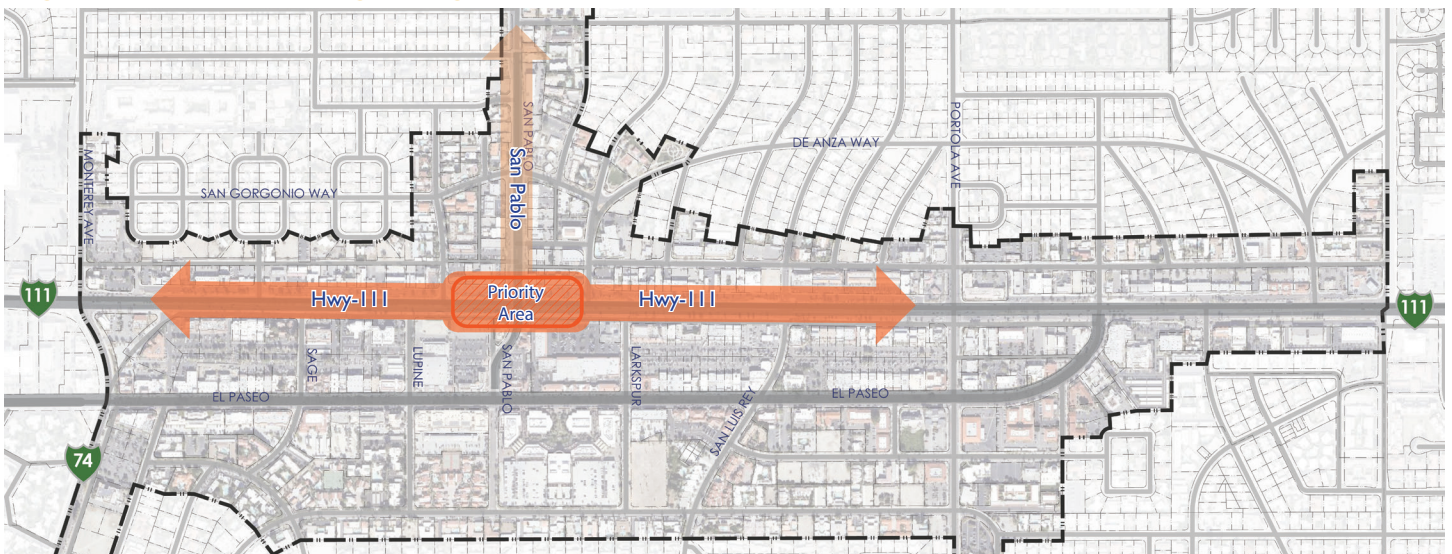 SAN PABLO
San Pablo
DE ANZA WAY
PORTOLA AVE
MONTEREY AVE
SAN GORGONIO WAY
111
Hwy-111
Priority
Area
Hwy-111
111
SAGE
LUPINE
SAN PABLO
LARKSPUR
SAN LUIS REY
EL PASEO
EL PASEO
74